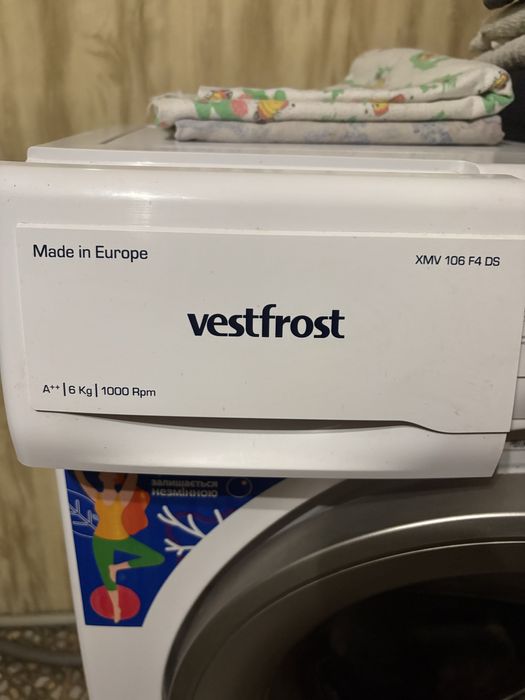 Made in Europe
XMV 106 F4 DS
vestfrost
A++ | 6 Kg | 1000 Rpm
залишається
незмінною